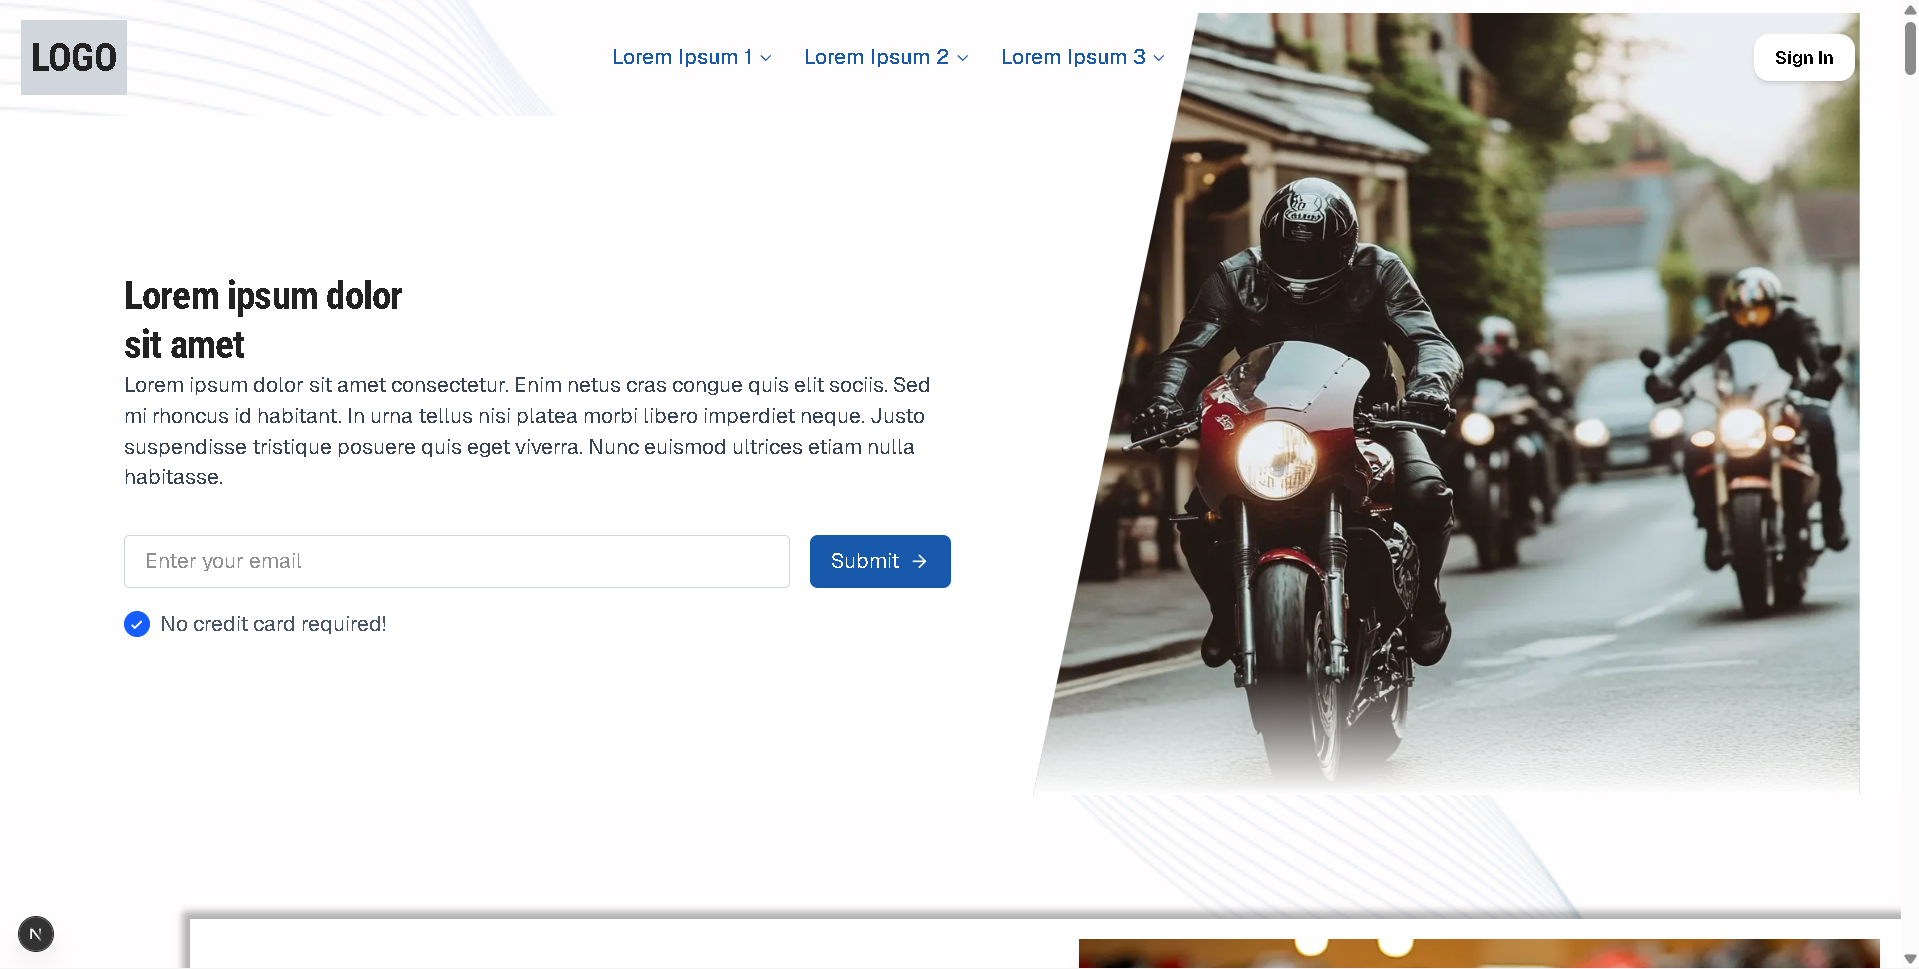 LOGO
Lorem Ipsum 1
Lorem Ipsum 2
Lorem Ipsum 3
Sign In
Lorem ipsum dolor
sit amet
Lorem ipsum dolor sit amet consectetur. Enim netus cras congue quis elit sociis. Sed
mi rhoncus id habitant. In urna tellus nisi platea morbi libero imperdiet neque. Justo
suspendisse tristique posuere quis eget viverra. Nunc euismod ultrices etiam nulla
habitasse.
Enter your email
Submit →
No credit card required!
N